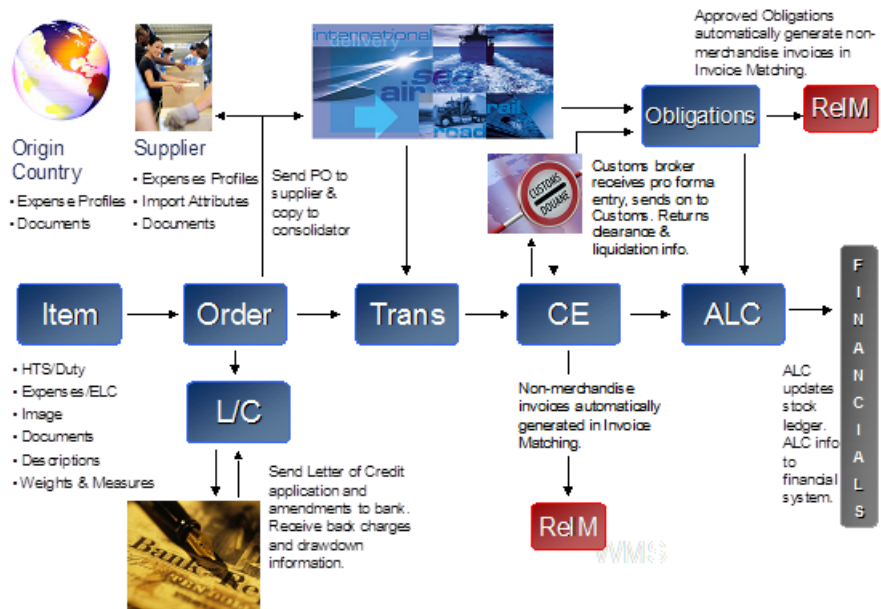 Approved Obligations
automatically generate non-
merchandise invoices in
Invoice Matching.
international
delivery
sea
air
rail
road
Obligations
ReIM
Origin
Country
• Expense Profiles
• Documents
Supplier
• Expenses Profiles
• Import Attributes
• Documents
Send PO to
supplier &
copy to
consolidator
CUSTOMS
DOUANE
Customs broker
receives pro forma
entry, sends on to
Customs. Returns
clearance &
liquidation info.
Item
Order
Trans
CE
ALC
FINANCIALS
• HTS/Duty
• Expenses/ELC
• Image
• Documents
• Descriptions
• Weights & Measures
L/C
Send Letter of Credit
application and
amendments to bank.
Receive back charges
and drawdown
information.
Non-merchandise
invoices automatically
generated in Invoice
Matching.
ReIM
WMS
ALC
updates
stock
ledger.
ALC info
to
financial
system.